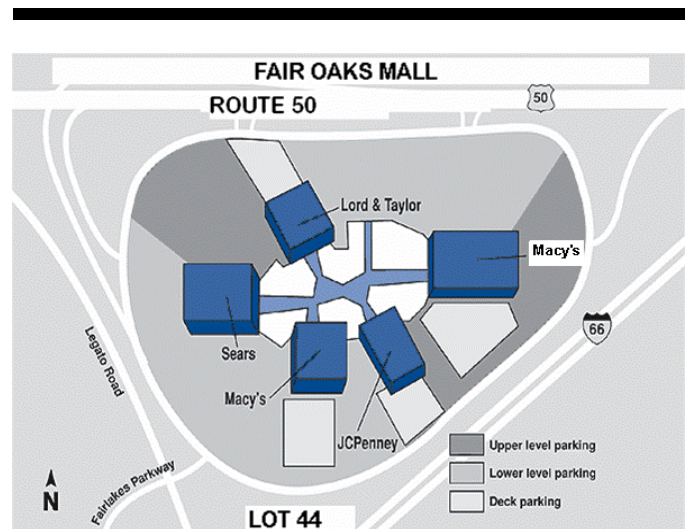 FAIR OAKS MALL
ROUTE 50
50
Lord & Taylor
Macy's
66
Sears
Legato Road
Macy's
JCPenney
Upper level parking
Lower level parking
Deck parking
Fairlakes Parkway
N
LOT 44